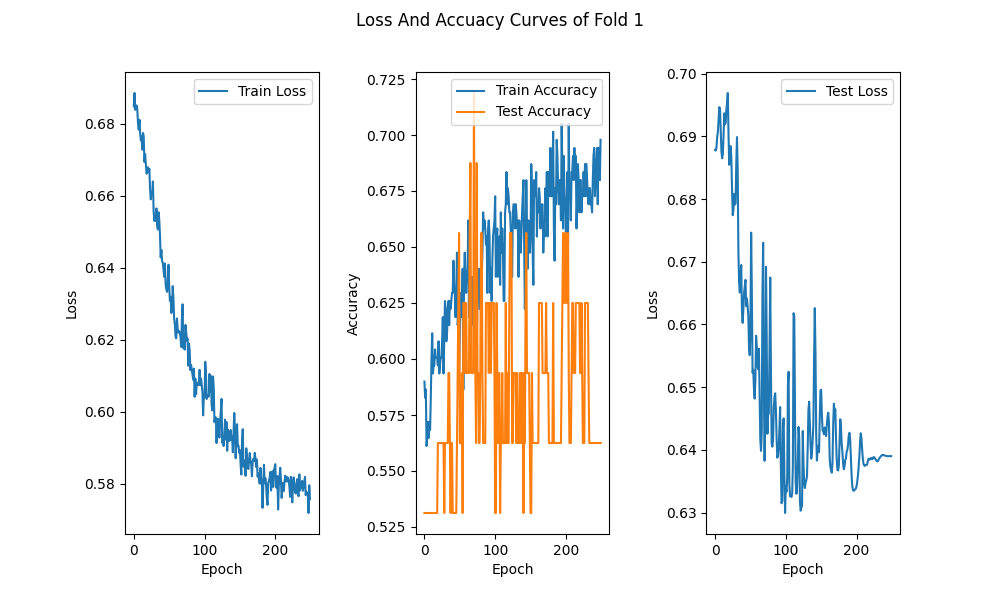 Loss And Accuacy Curves of Fold 1
Train Loss
0.68
0.66
0.64
0.62
0.60
0.58
Loss
0 100 200
Epoch
Train Accuracy
Test Accuracy
0.725
0.700
0.675
0.650
0.625
0.600
0.575
0.550
0.525
Accuracy
0 100 200
Epoch
Test Loss
0.70
0.69
0.68
0.67
0.66
0.65
0.64
0.63
Loss
0 100 200
Epoch